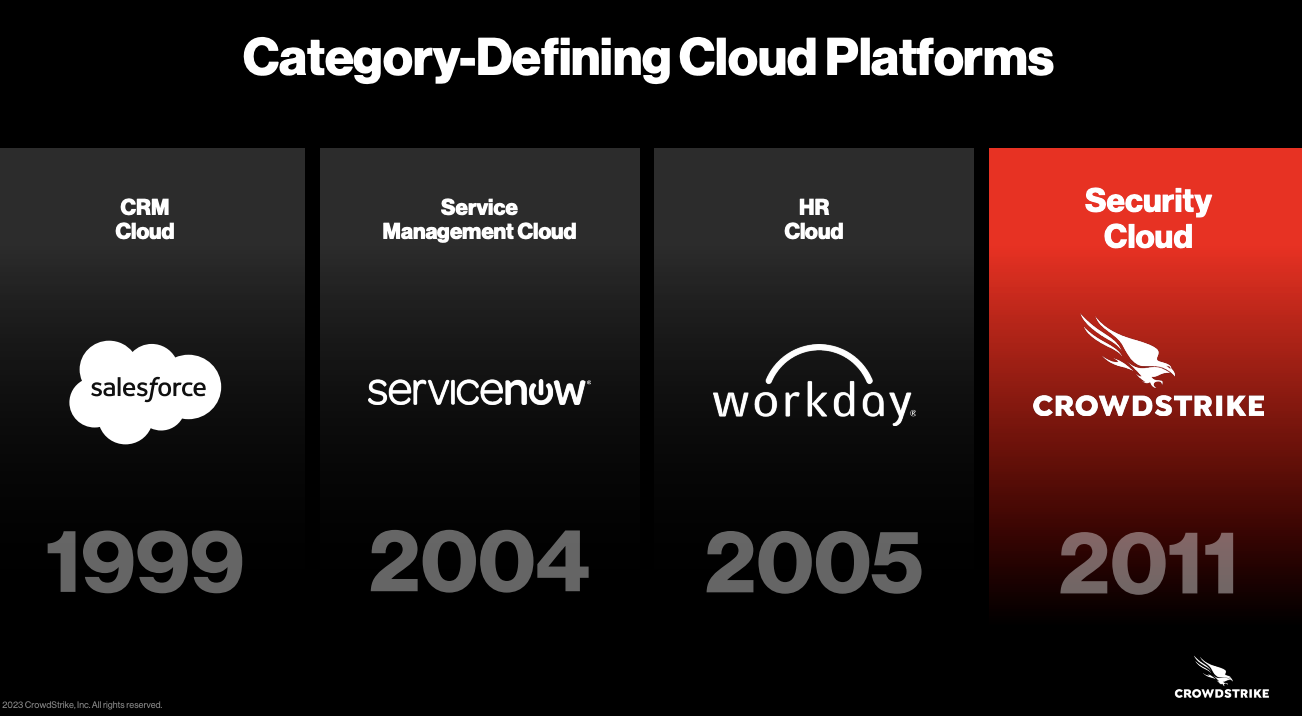 Category-Defining Cloud Platforms
CRM
Cloud
salesforce
1999
Service
Management Cloud
servicenow®
2004
HR
Cloud
workday®
2005
Security
Cloud
CROWDSTRIKE
2011
CROWDSTRIKE
2023 CrowdStrike, Inc. All rights reserved.